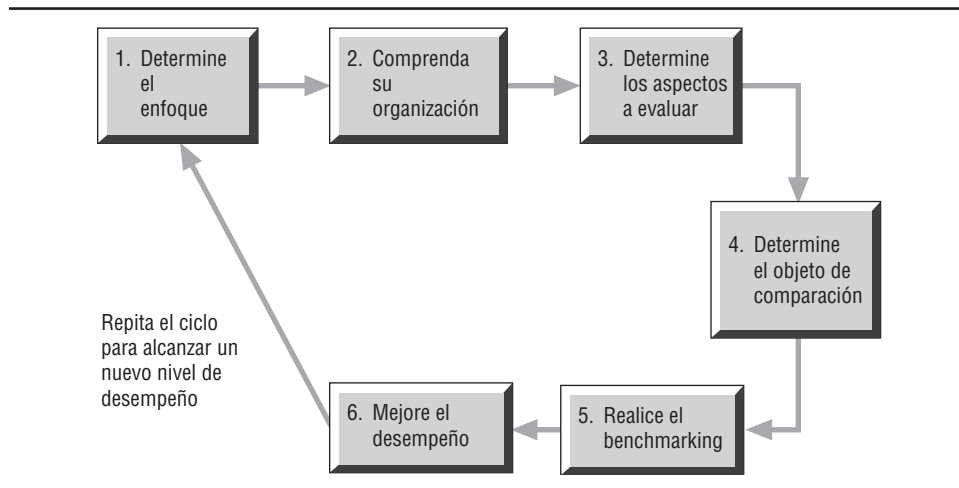 1. Determine
el
enfoque
2. Comprenda
su
organización
3. Determine
los aspectos
a evaluar
4. Determine
el objeto de
comparación
5. Realice el
benchmarking
6. Mejore el
desempeño
Repita el ciclo
para alcanzar un
nuevo nivel de
desempeño